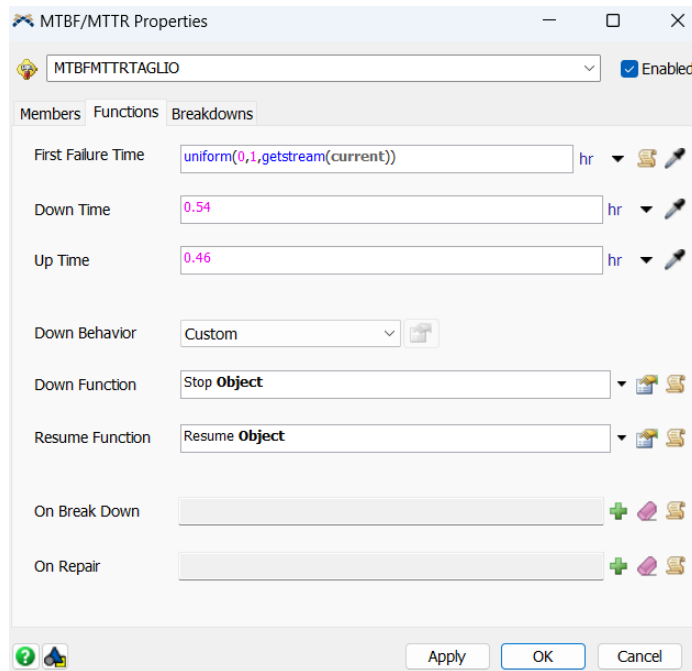 MTBF/MTTR Properties
MTBFMTTRTAGLIO
Enabled
Members Functions Breakdowns
First Failure Time uniform(0,1,getstream(current)) hr
Down Time 0.54 hr
Up Time 0.46 hr
Down Behavior Custom
Down Function Stop Object
Resume Function Resume Object
On Break Down
On Repair
Apply OK Cancel